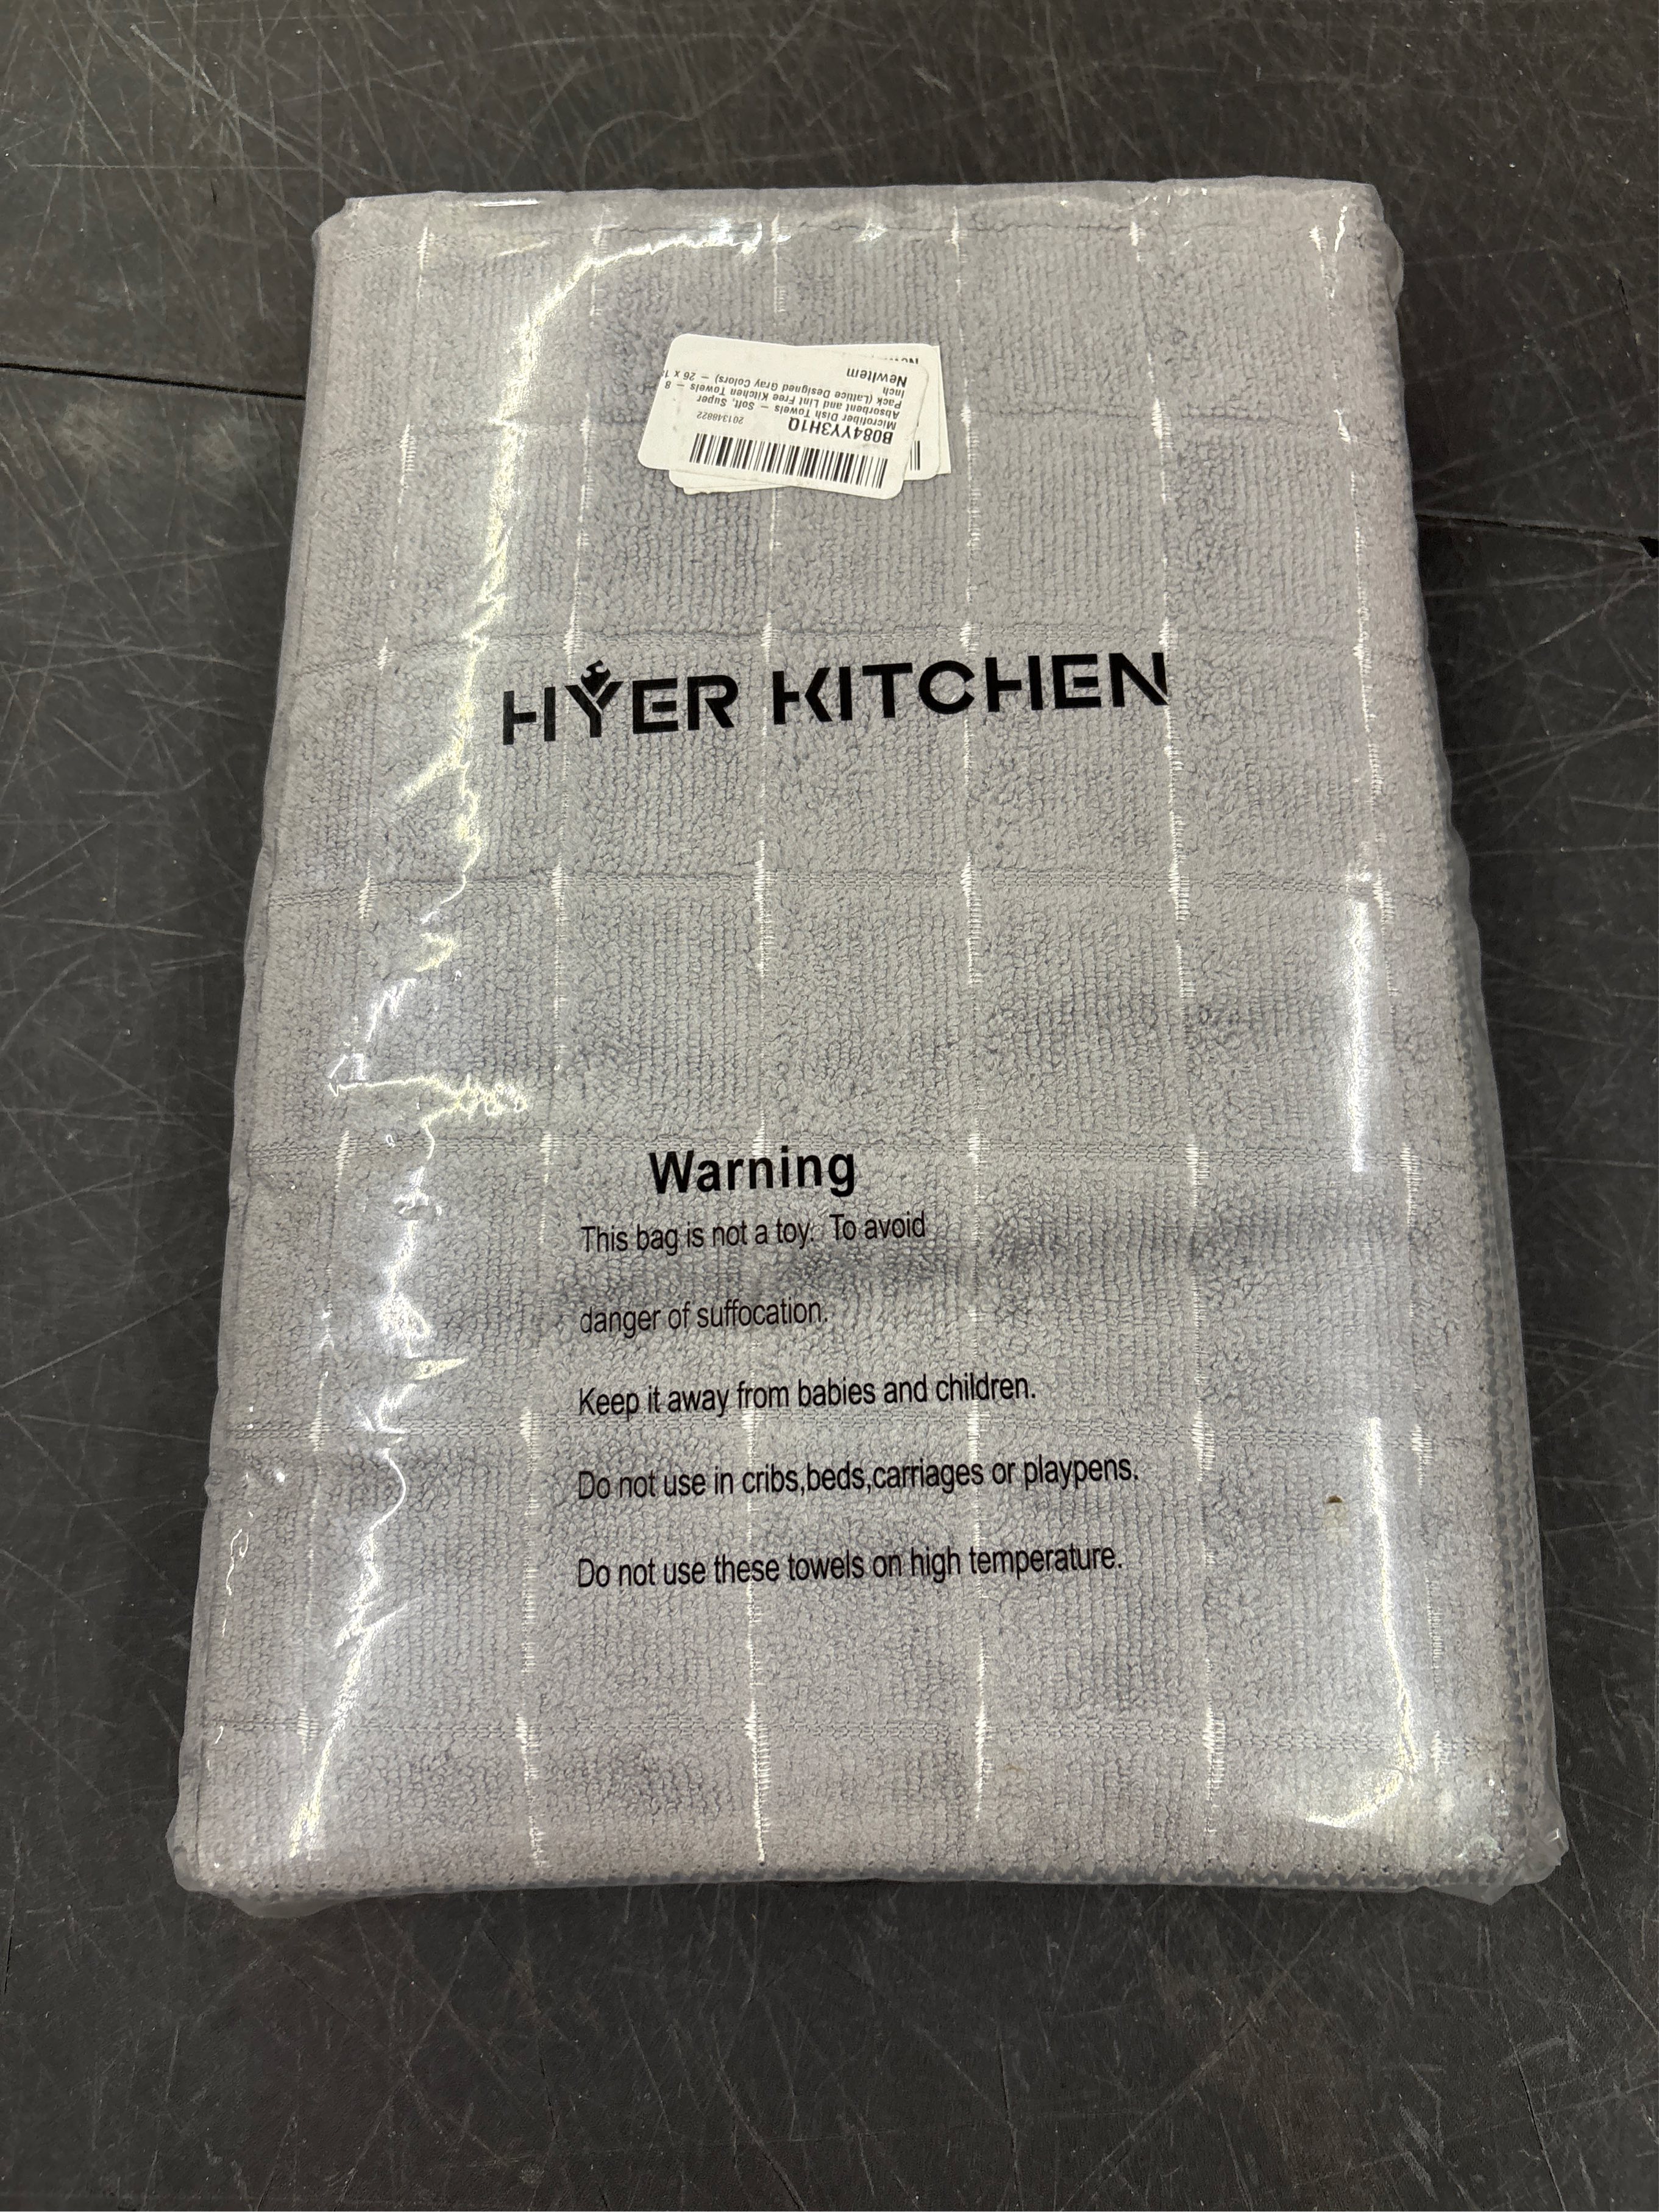 B084YY3H1Q
201348822
Microfiber Dish Towels – Soft, Super
Absorbent and Lint Free Kitchen Towels – 8
Pack (Lattice Designed Gray Colors) – 26 x
Inch
NewItem
HYER KITCHEN
Warning
This bag is not a toy. To avoid
danger of suffocation.
Keep it away from babies and children.
Do not use in cribs,beds,carriages or playpens.
Do not use these towels on high temperature.